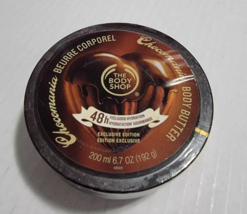 Chocomania
BEURRE CORPOREL
Chocomania
BODY BUTTER
THE
BODY
SHOP
48h
EXCLUSIVE EDITION
EDITION EXCLUSIVE
200 ml 6.7 OZ (192 g)